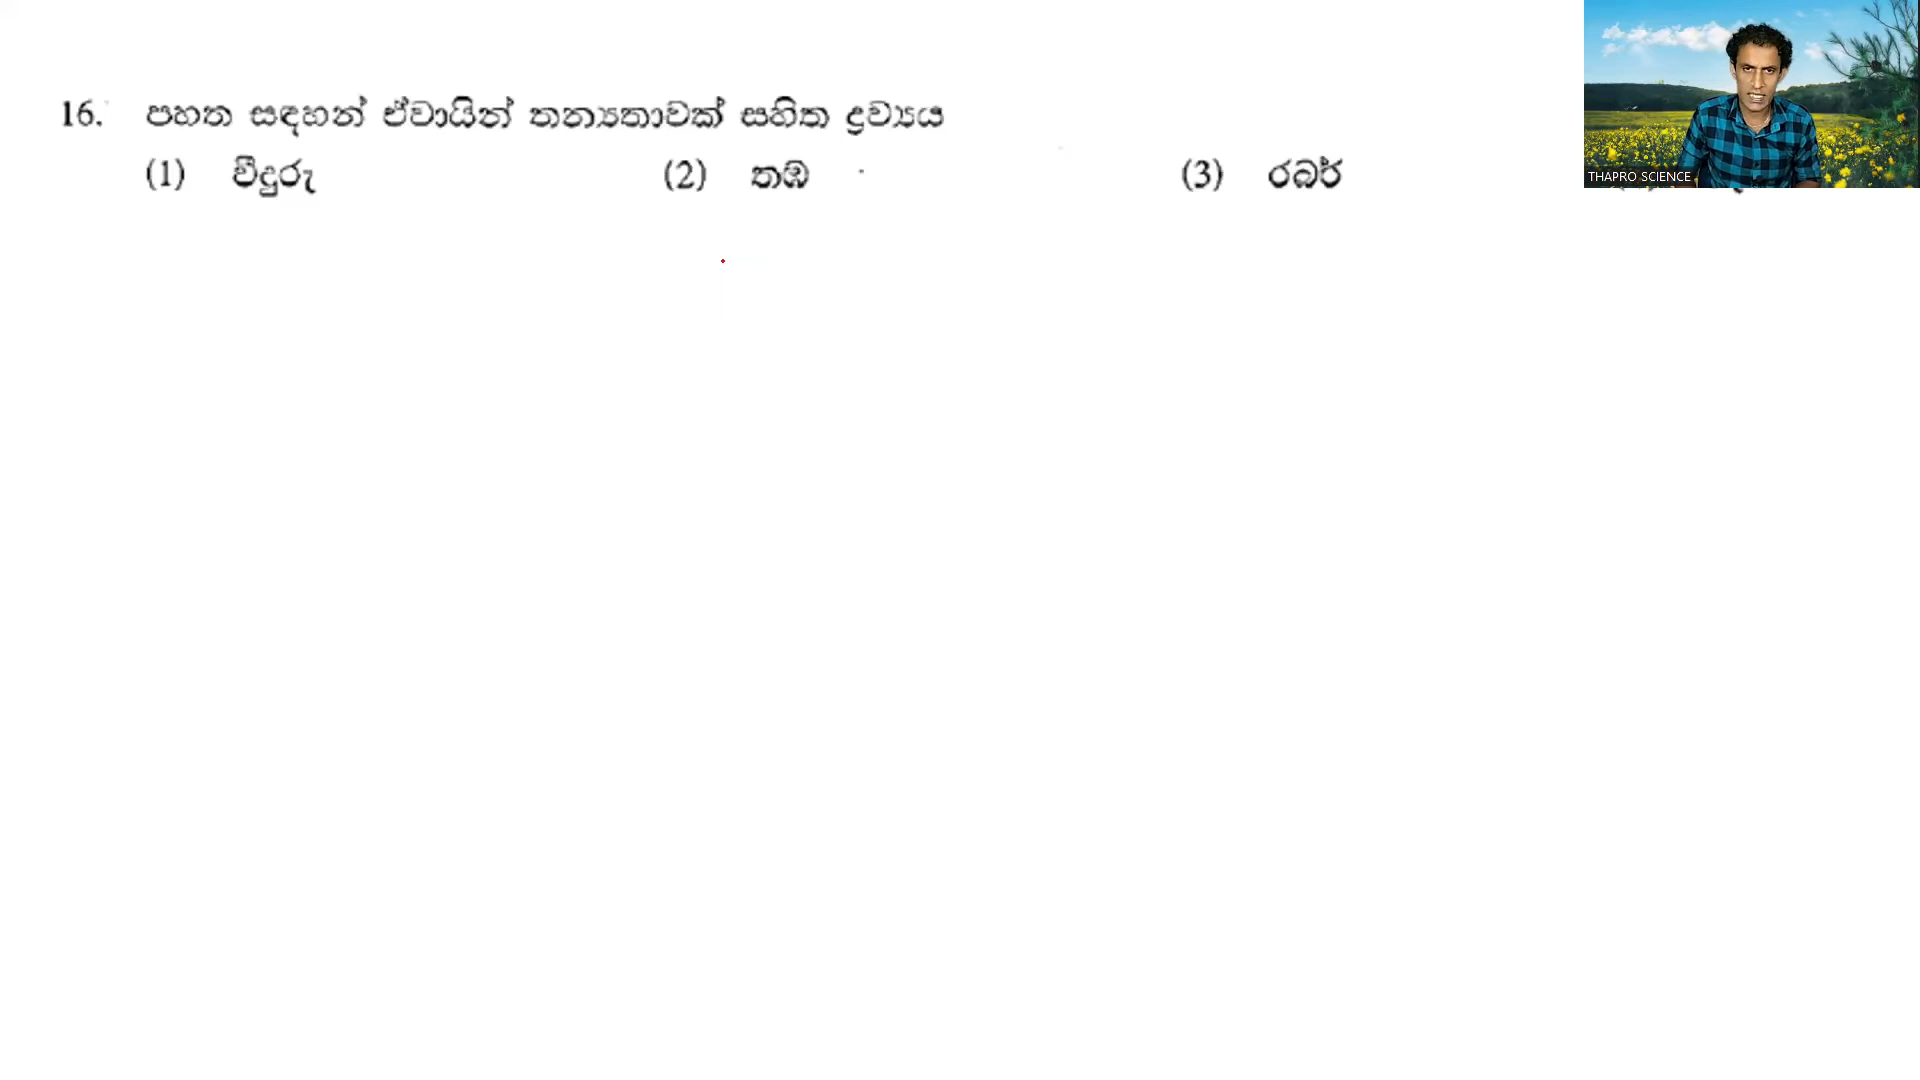 16. පහත සඳහන් ඒවායින් තන්‍යතාවක් සහිත ද්‍රව්‍යය
(1) වීදුරු (2) තඹ (3) රබර්
THAPRO SCIENCE